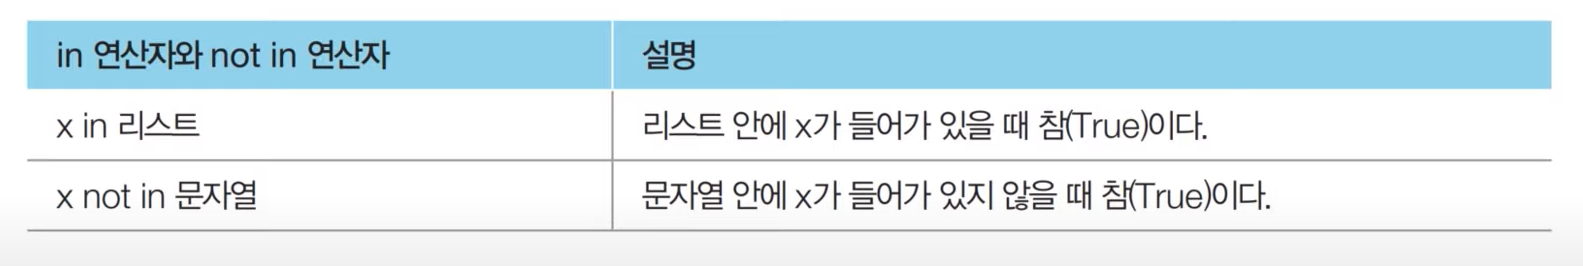 in 연산자와 not in 연산자 설명
x in 리스트 리스트 안에 x가 들어가 있을 때 참(True)이다.
x not in 문자열 문자열 안에 x가 들어가 있지 않을 때 참(True)이다.